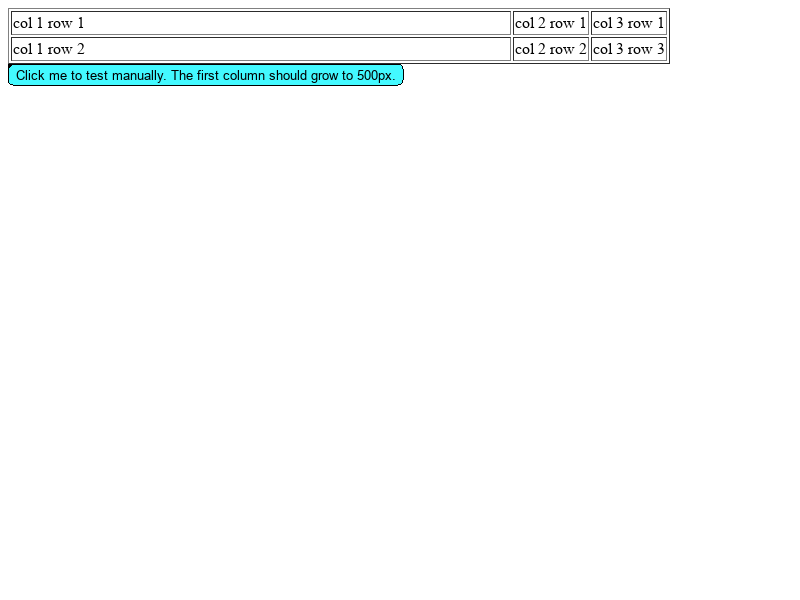 col 1 row 1 col 2 row 1 col 3 row 1
col 1 row 2 col 2 row 2 col 3 row 3
Click me to test manually. The first column should grow to 500px.